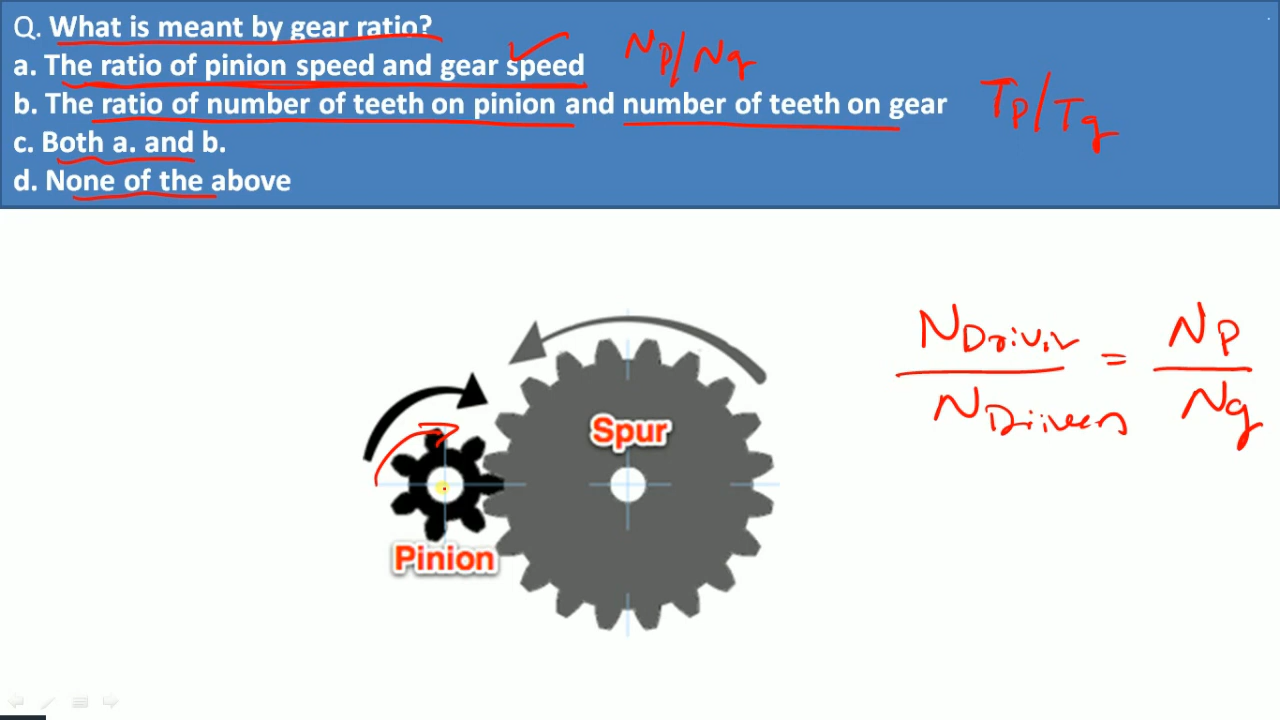 Q. What is meant by gear ratio?
a. The ratio of pinion speed and gear speed NP/Ng
b. The ratio of number of teeth on pinion and number of teeth on gear TP/Tg
c. Both a. and b.
d. None of the above
NDriver / NDriven = NP / Ng
Spur
Pinion